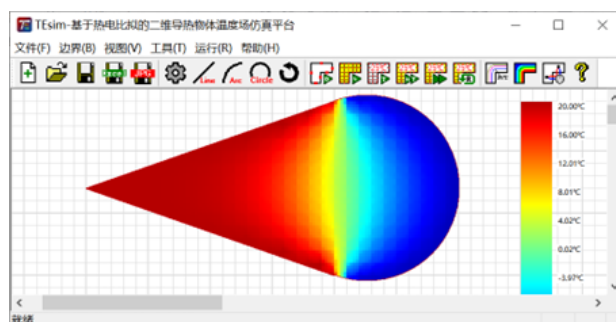 TEsim-基于热电比拟的二维导热物体温度场仿真平台
文件(F) 边界(B) 视图(V) 工具(T) 运行(R) 帮助(H)
Line Arc Circle
20.00℃
16.00℃
12.01℃
8.01℃
4.02℃
0.02℃
-3.97℃
就绪